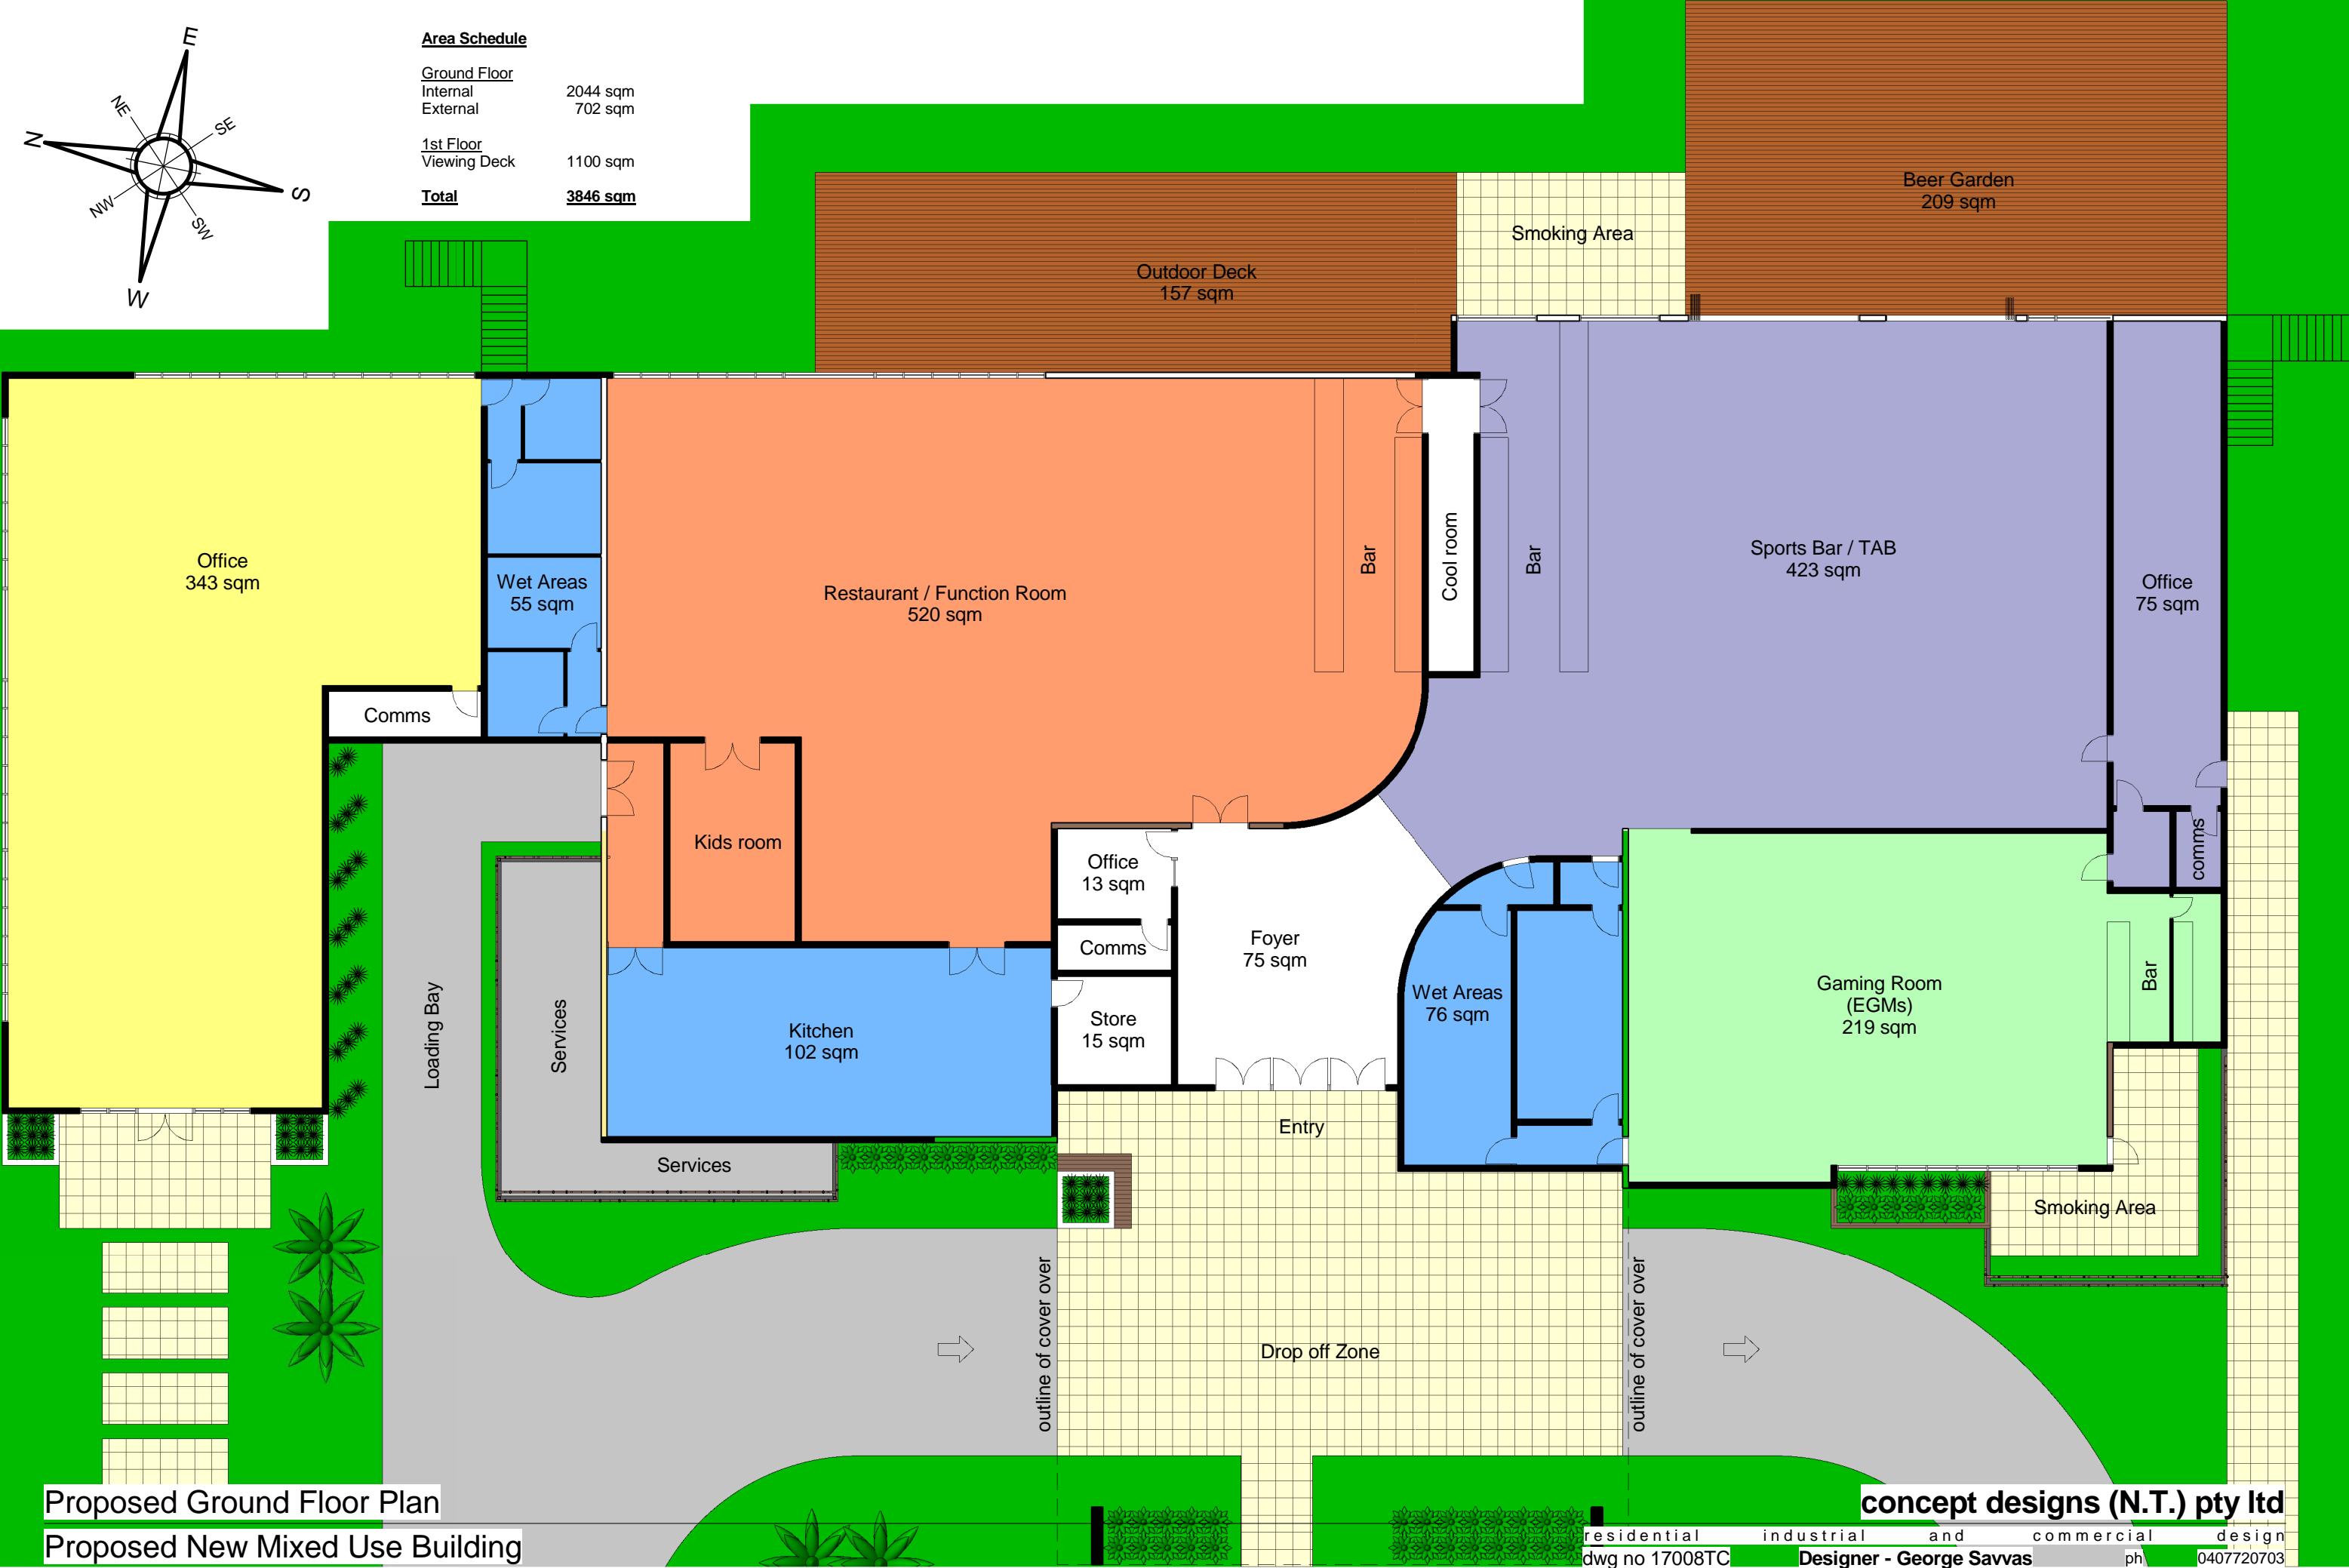 E
NE
SE
N
S
NW
SW
W
Area Schedule
Ground Floor
Internal 2044 sqm
External 702 sqm
1st Floor
Viewing Deck 1100 sqm
Total 3846 sqm
Beer Garden
209 sqm
Smoking Area
Outdoor Deck
157 sqm
Office
343 sqm
Wet Areas
55 sqm
Restaurant / Function Room
520 sqm
Bar
Cool room
Bar
Sports Bar / TAB
423 sqm
Office
75 sqm
Comms
Kids room
Office
13 sqm
Comms
Foyer
75 sqm
comms
Loading Bay
Services
Kitchen
102 sqm
Store
15 sqm
Wet Areas
76 sqm
Gaming Room
(EGMs)
219 sqm
Bar
Services
Entry
Smoking Area
outline of cover over
Drop off Zone
outline of cover over
Proposed Ground Floor Plan
Proposed New Mixed Use Building
concept designs (N.T.) pty ltd
residential industrial and commercial design
dwg no 17008TC Designer - George Savvas ph 0407720703